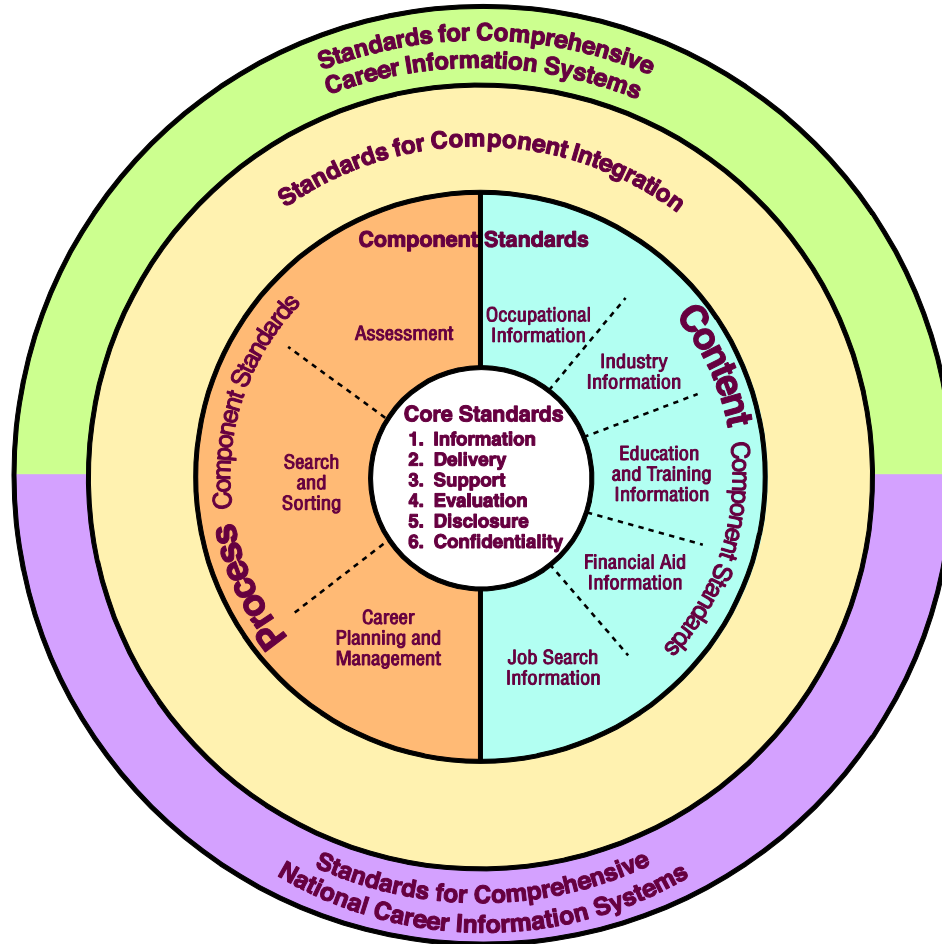 Standards for Comprehensive
Career Information Systems
Standards for Component Integration
Component Standards
Process Component Standards
Assessment
Search
and
Sorting
Career
Planning and
Management
Core Standards
1. Information
2. Delivery
3. Support
4. Evaluation
5. Disclosure
6. Confidentiality
Content Component Standards
Occupational
Information
Industry
Information
Education
and Training
Information
Financial Aid
Information
Job Search
Information
Standards for Comprehensive
National Career Information Systems